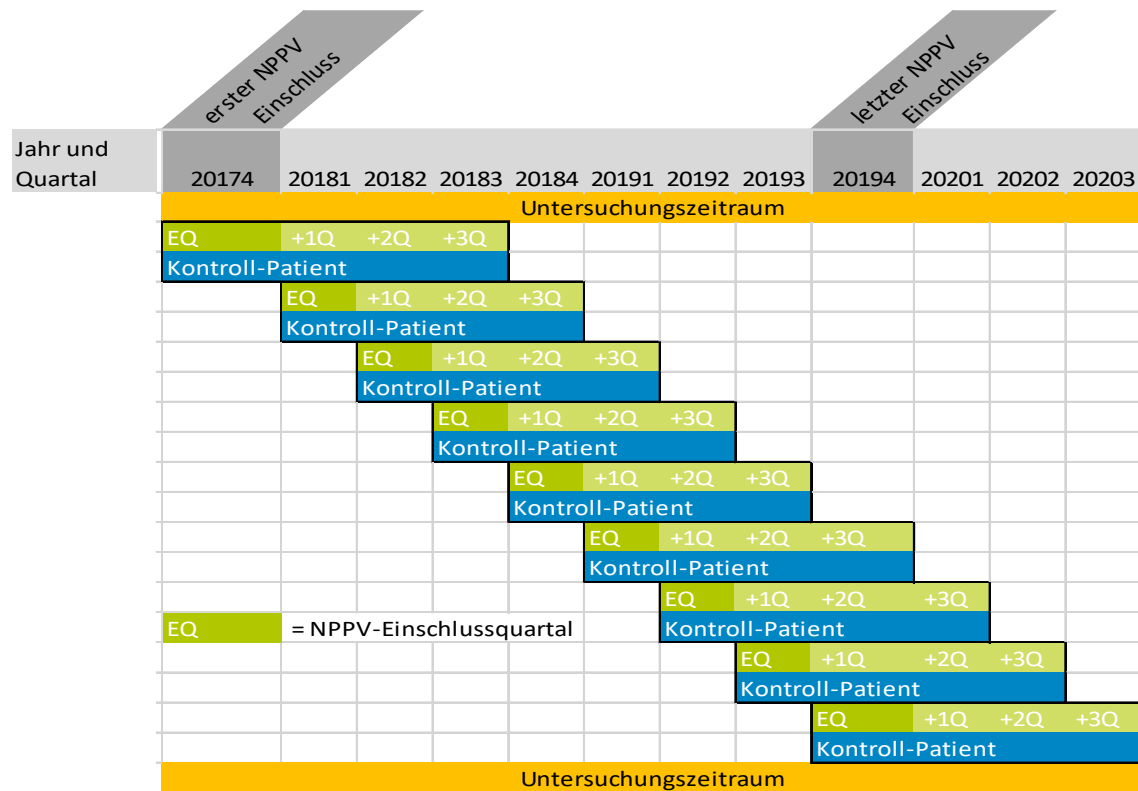 erster NPPV
Einschluss
letzter NPPV
Einschluss
Jahr und
Quartal 20174 20181 20182 20183 20184 20191 20192 20193 20194 20201 20202 20203
Untersuchungszeitraum
EQ +1Q +2Q +3Q
Kontroll-Patient
EQ +1Q +2Q +3Q
Kontroll-Patient
EQ +1Q +2Q +3Q
Kontroll-Patient
EQ +1Q +2Q +3Q
Kontroll-Patient
EQ +1Q +2Q +3Q
Kontroll-Patient
EQ +1Q +2Q +3Q
Kontroll-Patient
EQ +1Q +2Q +3Q
EQ = NPPV-Einschlussquartal Kontroll-Patient
EQ +1Q +2Q +3Q
Kontroll-Patient
EQ +1Q +2Q +3Q
Kontroll-Patient
Untersuchungszeitraum